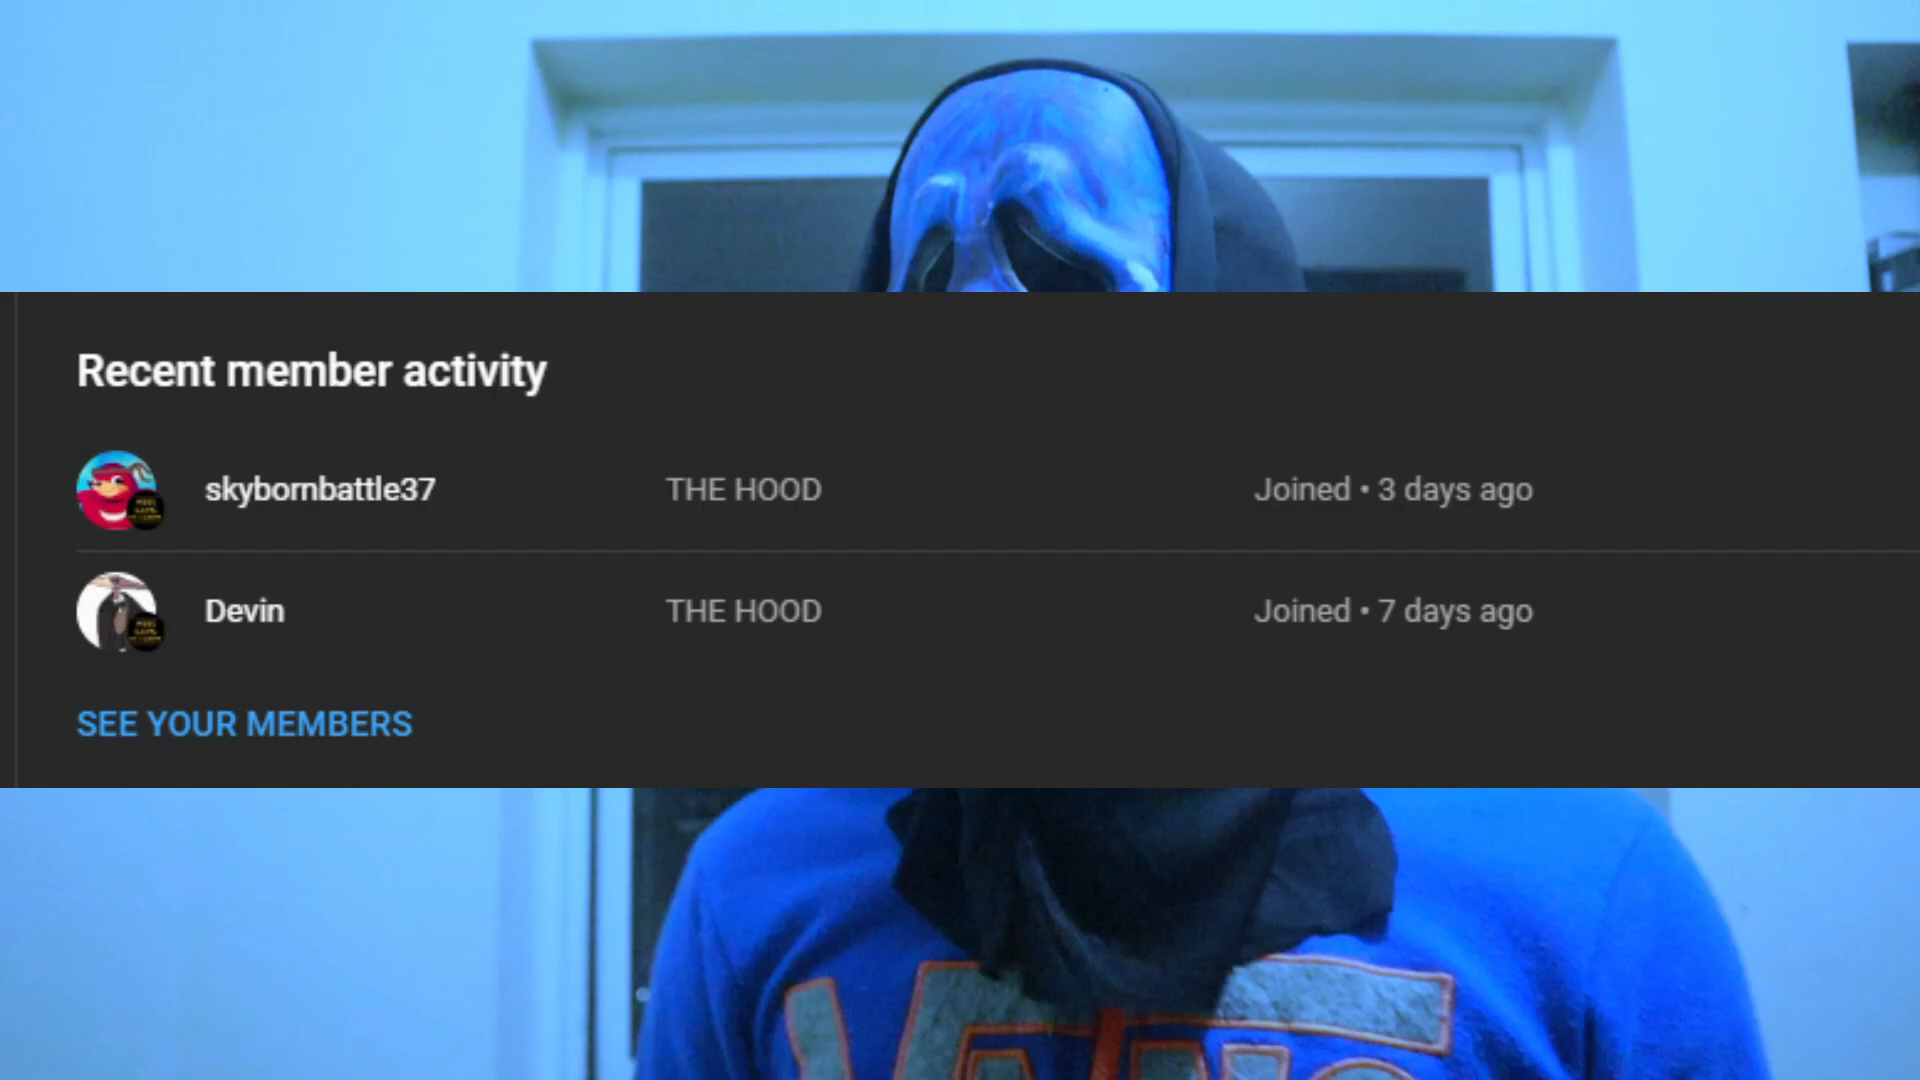 Recent member activity
skybornbattle37 THE HOOD Joined • 3 days ago
Devin THE HOOD Joined • 7 days ago
SEE YOUR MEMBERS